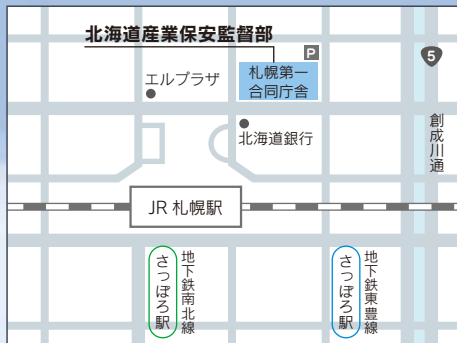 北海道産業保安監督部
P
5
エルプラザ
札幌第一
合同庁舎
北海道銀行
創成川通
JR 札幌駅
さっぽろ駅
地下鉄南北線
さっぽろ駅
地下鉄東豊線